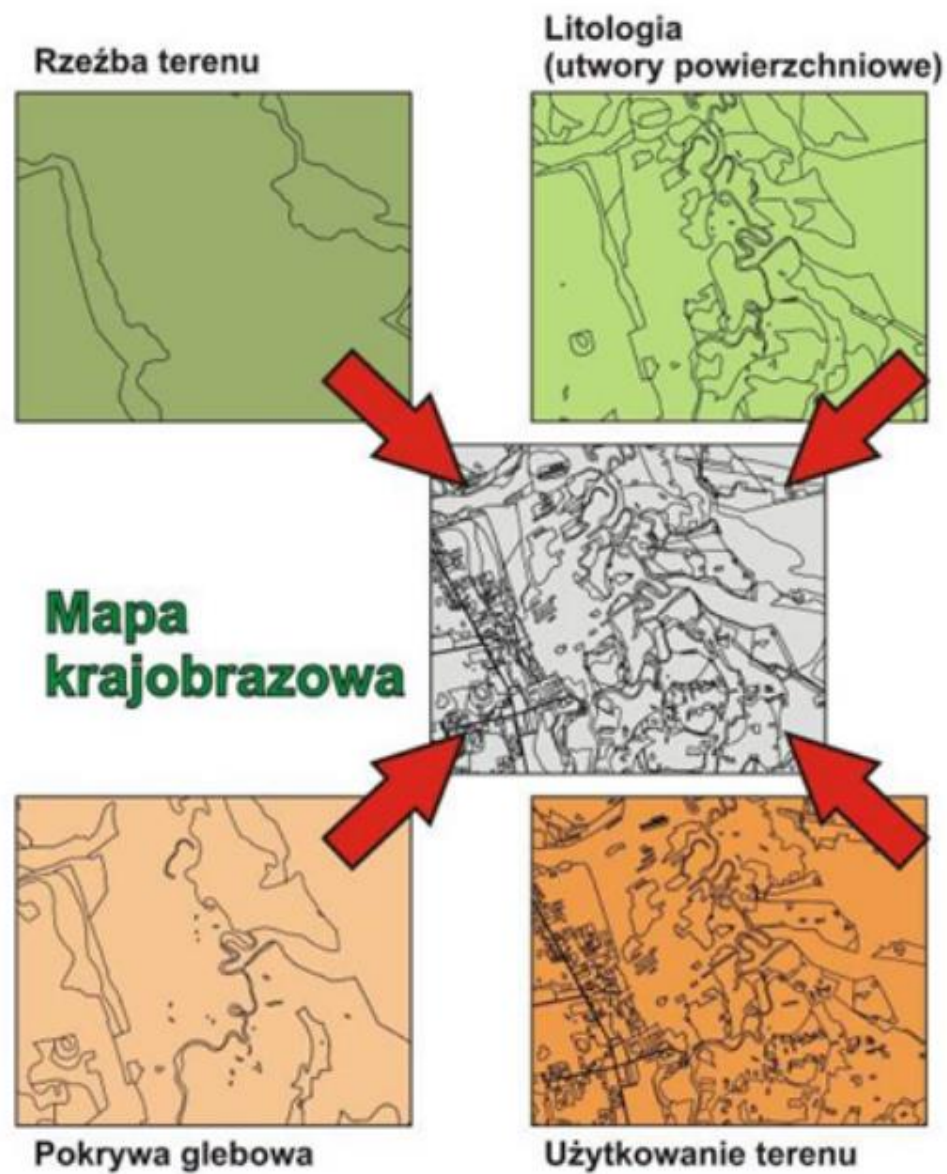 Rzeźba terenu
Litologia
(utwory powierzchniowe)
Mapa
krajobrazowa
Pokrywa glebowa
Użytkowanie terenu